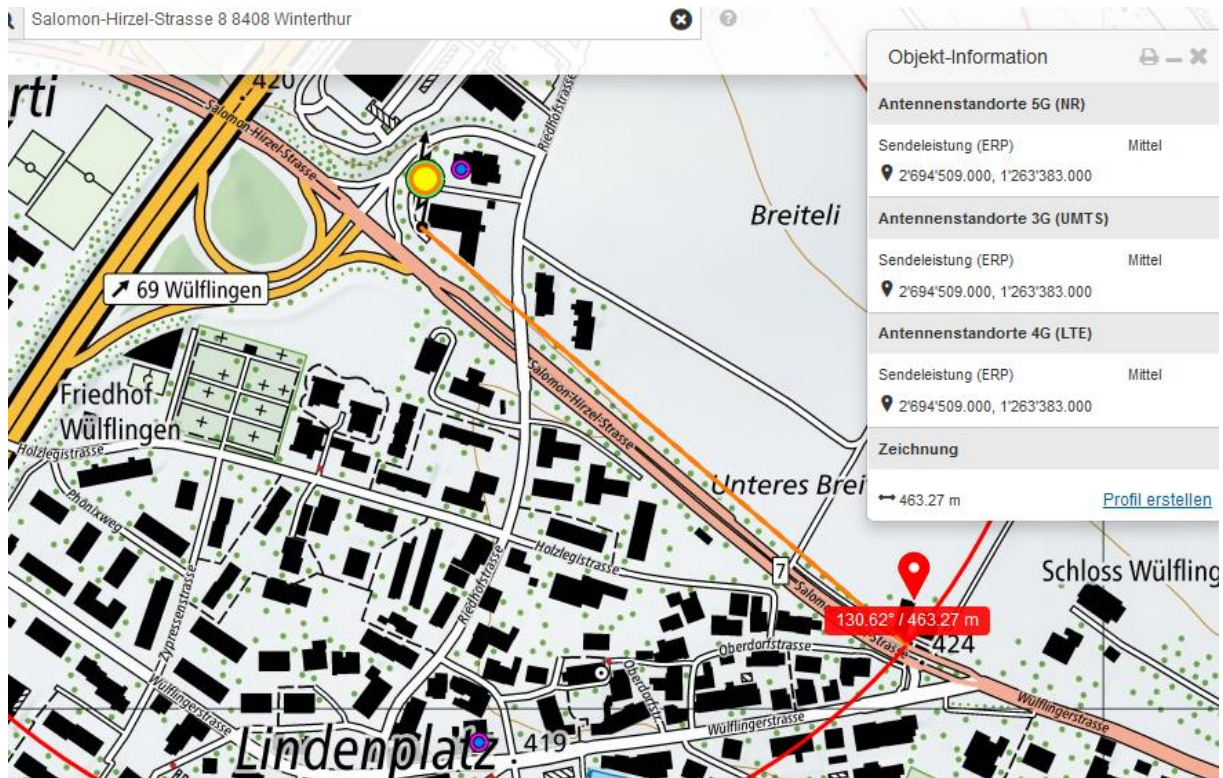 Salomon-Hirzel-Strasse 8 8408 Winterthur
?
Objekt-Information
Antennenstandorte 5G (NR)
Sendeleistung (ERP) Mittel
2'694'509.000, 1'263'383.000
Antennenstandorte 3G (UMTS)
Sendeleistung (ERP) Mittel
2'694'509.000, 1'263'383.000
Antennenstandorte 4G (LTE)
Sendeleistung (ERP) Mittel
2'694'509.000, 1'263'383.000
Zeichnung
463.27 m Profil erstellen
rti
420
Salomon-Hirzel-Strasse
Riedhofstrasse
Breiteli
69 Wülflingen
Friedhof
Wülflingen
Holzlegistrasse
Salomon-Hirzel-Strasse
Unteres Brei
Phönixweg
Holzlegistrasse
7
Schloss Wülfling
Zypressenstrasse
Riedhofstrasse
130.62° / 463.27 m
Oberdorfstrasse
424
Oberdorfstr.
Wülflingerstrasse
Wülflingerstrasse
Wülflingerstrasse
Lindenplatz
419